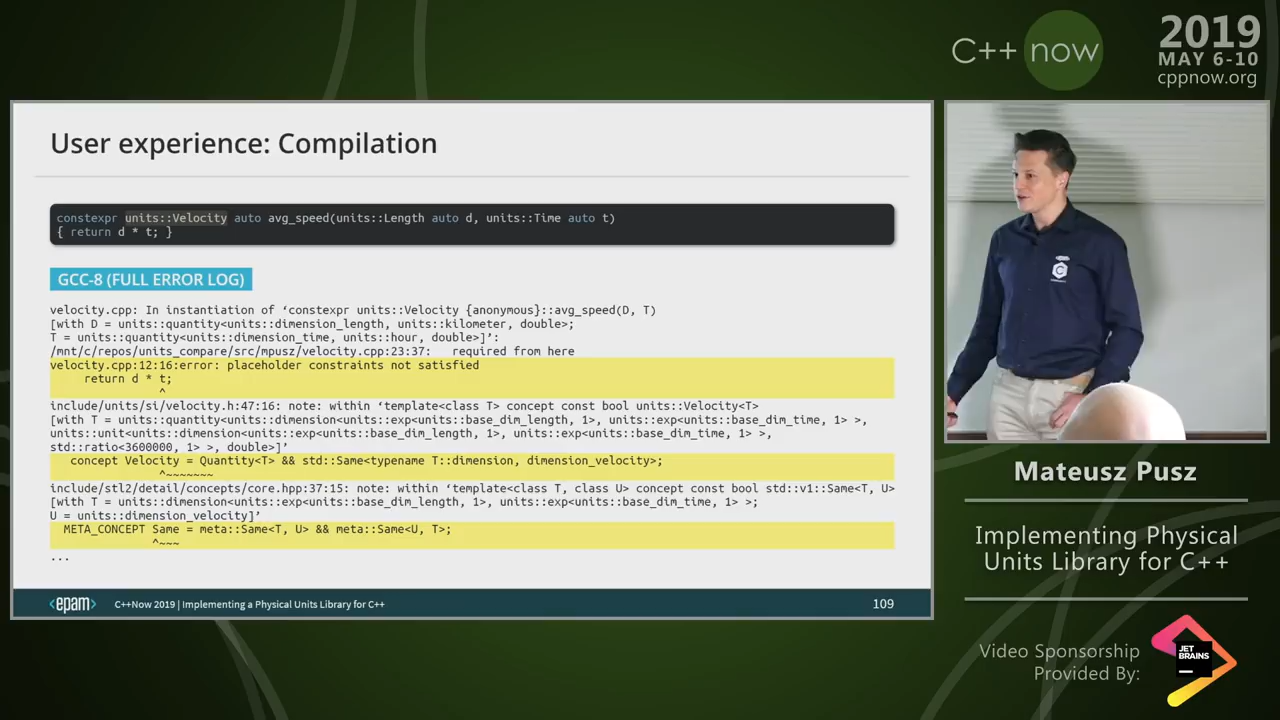 C++ now
2019
MAY 6-10
cppnow.org
User experience: Compilation
constexpr units::Velocity auto avg_speed(units::Length auto d, units::Time auto t)
{ return d * t; }
GCC-8 (FULL ERROR LOG)
velocity.cpp: In instantiation of ‘constexpr units::Velocity {anonymous}::avg_speed(D, T)
[with D = units::quantity<units::dimension_length, units::kilometer, double>;
T = units::quantity<units::dimension_time, units::hour, double>]’:
/mnt/c/repos/units_compare/src/mpusz/velocity.cpp:23:37:   required from here
velocity.cpp:12:16:error: placeholder constraints not satisfied
return d * t;
^
include/units/si/velocity.h:47:16: note: within ‘template<class T> concept const bool units::Velocity<T>
[with T = units::quantity<units::dimension<units::exp<units::base_dim_length, 1>, units::exp<units::base_dim_time, 1> >,
units::unit<units::dimension<units::exp<units::base_dim_length, 1>, units::exp<units::base_dim_time, 1> >,
std::ratio<3600000, 1> >, double>]’
concept Velocity = Quantity<T> && std::Same<typename T::dimension, dimension_velocity>;
^~~~~~~~
include/stl2/detail/concepts/core.hpp:37:15: note: within ‘template<class T, class U> concept const bool std::v1::Same<T, U>
[with T = units::dimension<units::exp<units::base_dim_length, 1>, units::exp<units::base_dim_time, 1> >;
U = units::dimension_velocity]’
META_CONCEPT Same = meta::Same<T, U> && meta::Same<U, T>;
^~~~
...
<epam>
C++Now 2019 | Implementing a Physical Units Library for C++
109
Mateusz Pusz
Implementing Physical
Units Library for C++
Video Sponsorship
Provided By:
JET
BRAINS